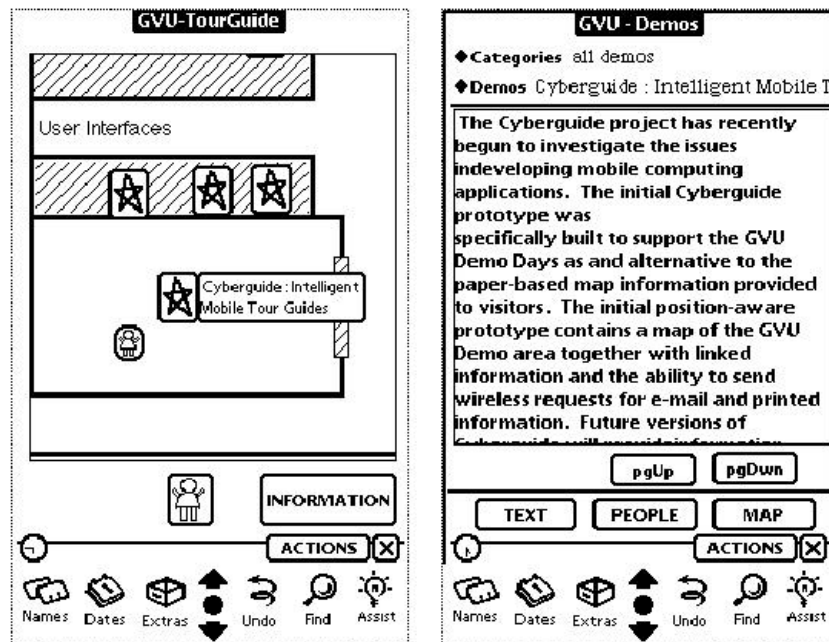 GVU-TourGuide
User Interfaces
Cyberguide : Intelligent
Mobile Tour Guides
INFORMATION
ACTIONS
Names Dates Extras Undo Find Assist
GVU - Demos
Categories all demos
Demos Cyberguide : Intelligent Mobile T
The Cyberguide project has recently
begun to investigate the issues
indeveloping mobile computing
applications. The initial Cyberguide
prototype was
specifically built to support the GVU
Demo Days as and alternative to the
paper-based map information provided
to visitors. The initial position-aware
prototype contains a map of the GVU
Demo area together with linked
information and the ability to send
wireless requests for e-mail and printed
information. Future versions of
pgUp pgDwn
TEXT PEOPLE MAP
ACTIONS
Names Dates Extras Undo Find Assist